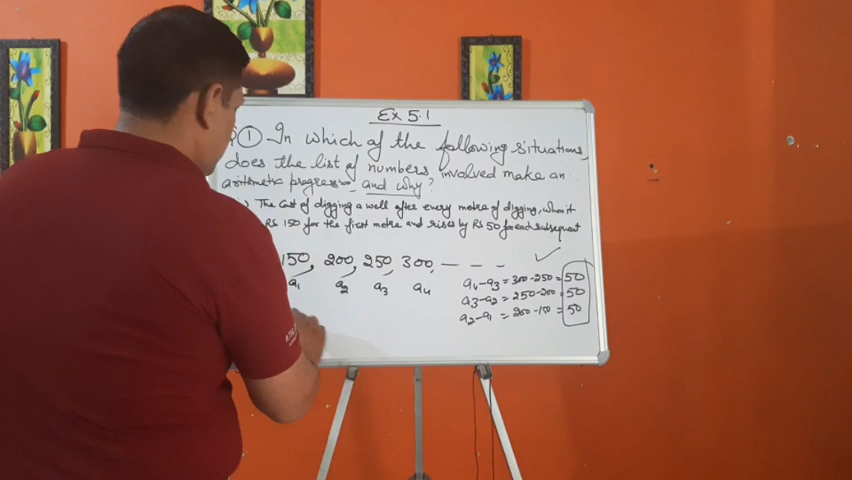 Ex 5.1
Q ① In which of the following situations,
does the list of numbers involved make an
arithmetic progression and why?
) The Cost of digging a well after every metre of digging, when it
Rs 150 for the first metre and rises by Rs 50 for each subsequent
150, 200, 250, 300, — — —
a₁ a₂ a₃ a₄
a₄-a₃ = 300-250 = 50
a₃-a₂ = 250-200 = 50
a₂-a₁ = 200-150 = 50